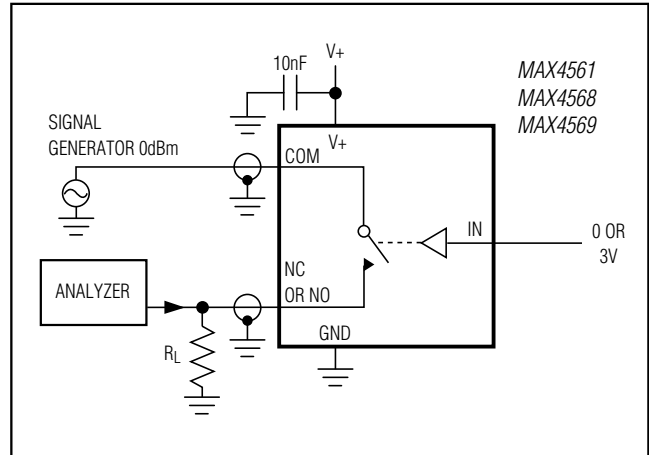 10nF
V+
MAX4561
MAX4568
MAX4569
SIGNAL
GENERATOR 0dBm
V+
COM
IN
0 OR
3V
NC
OR NO
ANALYZER
RL
GND